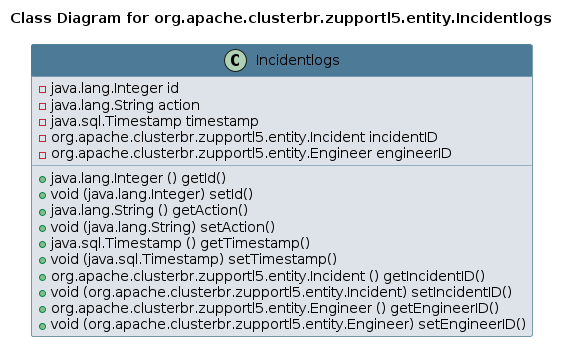 Class Diagram for org.apache.clusterbr.zupportl5.entity.Incidentlogs
C Incidentlogs
java.lang.Integer id
java.lang.String action
java.sql.Timestamp timestamp
org.apache.clusterbr.zupportl5.entity.Incident incidentID
org.apache.clusterbr.zupportl5.entity.Engineer engineerID
java.lang.Integer () getId()
void (java.lang.Integer) setId()
java.lang.String () getAction()
void (java.lang.String) setAction()
java.sql.Timestamp () getTimestamp()
void (java.sql.Timestamp) setTimestamp()
org.apache.clusterbr.zupportl5.entity.Incident () getIncidentID()
void (org.apache.clusterbr.zupportl5.entity.Incident) setIncidentID()
org.apache.clusterbr.zupportl5.entity.Engineer () getEngineerID()
void (org.apache.clusterbr.zupportl5.entity.Engineer) setEngineerID()